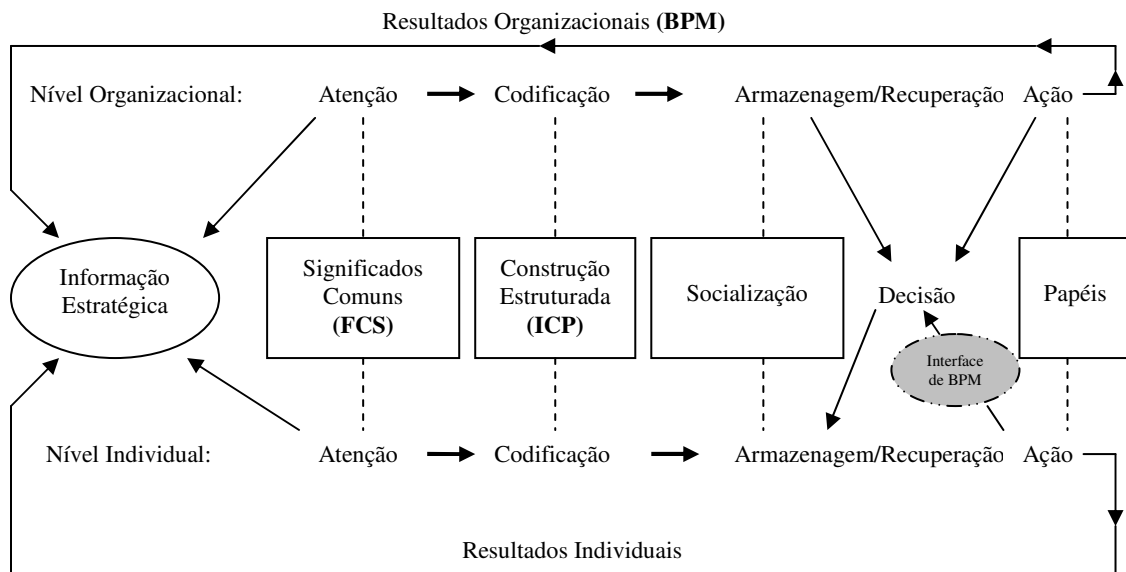 Resultados Organizacionais (BPM)
Nível Organizacional: Atenção Codificação Armazenagem/Recuperação Ação
Informação
Estratégica
Significados
Comuns
(FCS)
Construção
Estruturada
(ICP)
Socialização
Decisão
Papéis
Interface
de BPM
Nível Individual: Atenção Codificação Armazenagem/Recuperação Ação
Resultados Individuais